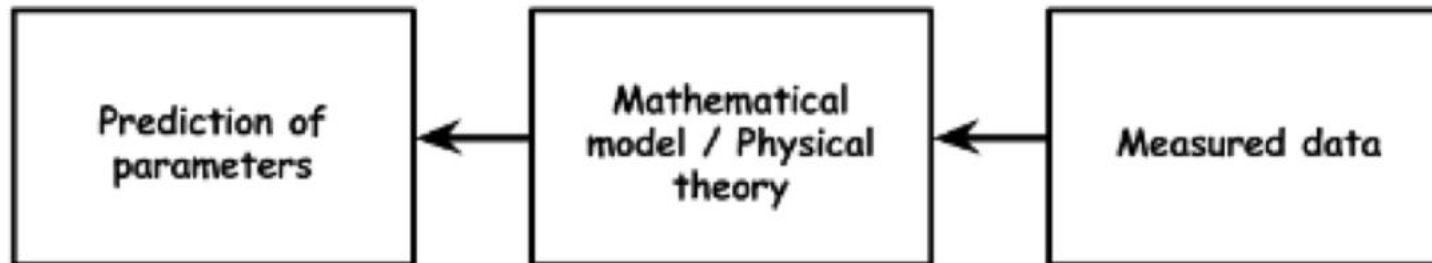 Prediction of
parameters
Mathematical
model / Physical
theory
Measured data